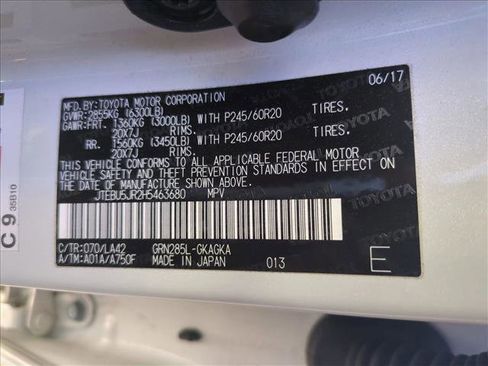 MFD. BY: TOYOTA MOTOR CORPORATION 06/17
GVWR: 2855KG (6300LB)
GAWR: FRT. 1360KG (3000LB) WITH P245/60R20 TIRES.
20X7J RIMS.
RR. 1560KG (3450LB) WITH P245/60R20 TIRES.
20X7J RIMS.
THIS VEHICLE CONFORMS TO ALL APPLICABLE FEDERAL MOTOR
VEHICLE SAFETY AND THEFT PREVENTION STANDARDS IN EFFECT
ON THE DATE OF MANUFACTURE SHOWN ABOVE.
JTEBU5JR2H5463680 MPV
C/TR: 070/LA42 GRN285L-GKAGKA
A/TM: A01A/A750F MADE IN JAPAN 013 E
C 9 35B10